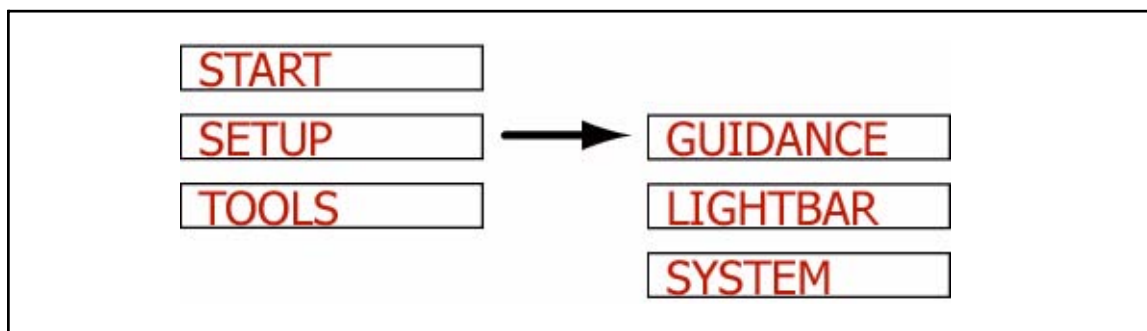 START
SETUP
TOOLS
GUIDANCE
LIGHTBAR
SYSTEM